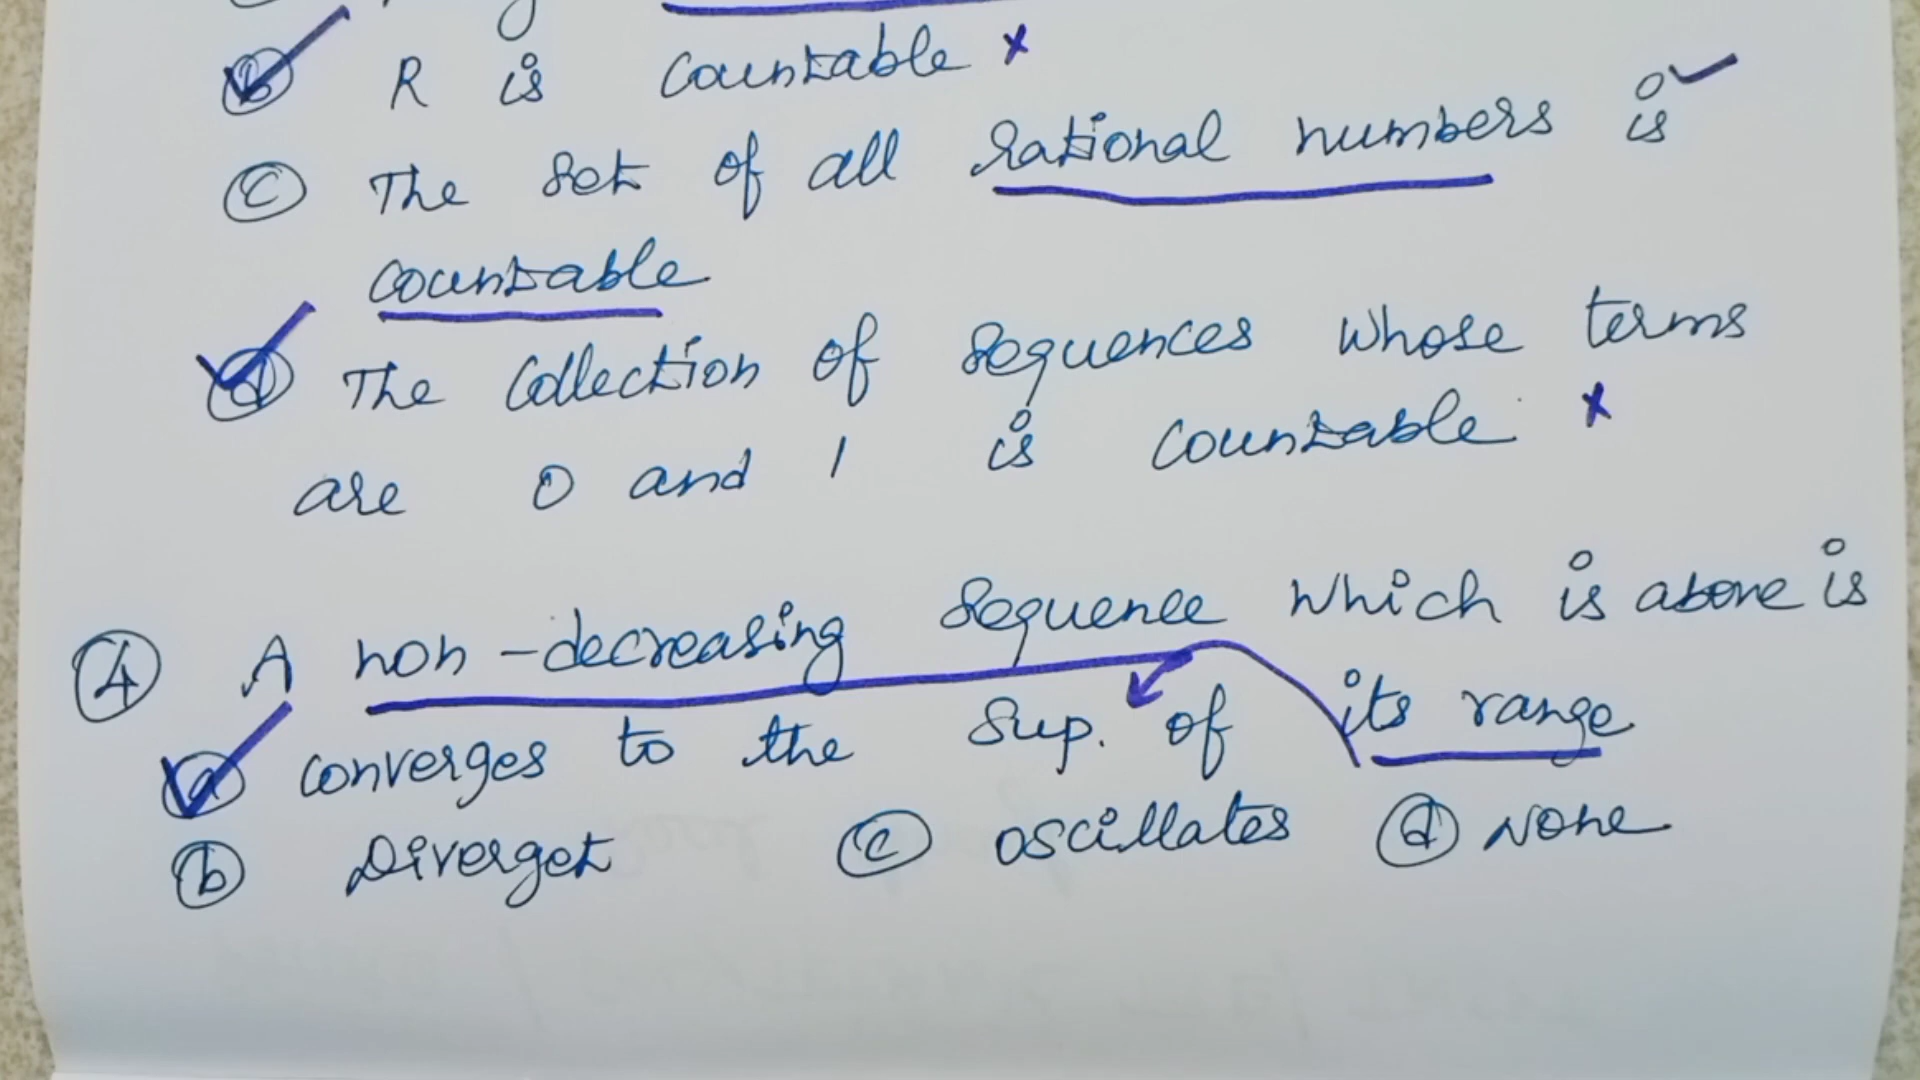 (b) R is countable ×
(c) The set of all rational numbers is
countable
(d) The collection of sequences whose terms
are 0 and 1 is countable ×
(4) A non-decreasing sequence which is above is
(a) converges to the sup. of its range
(b) Diverget (c) oscillates (d) None